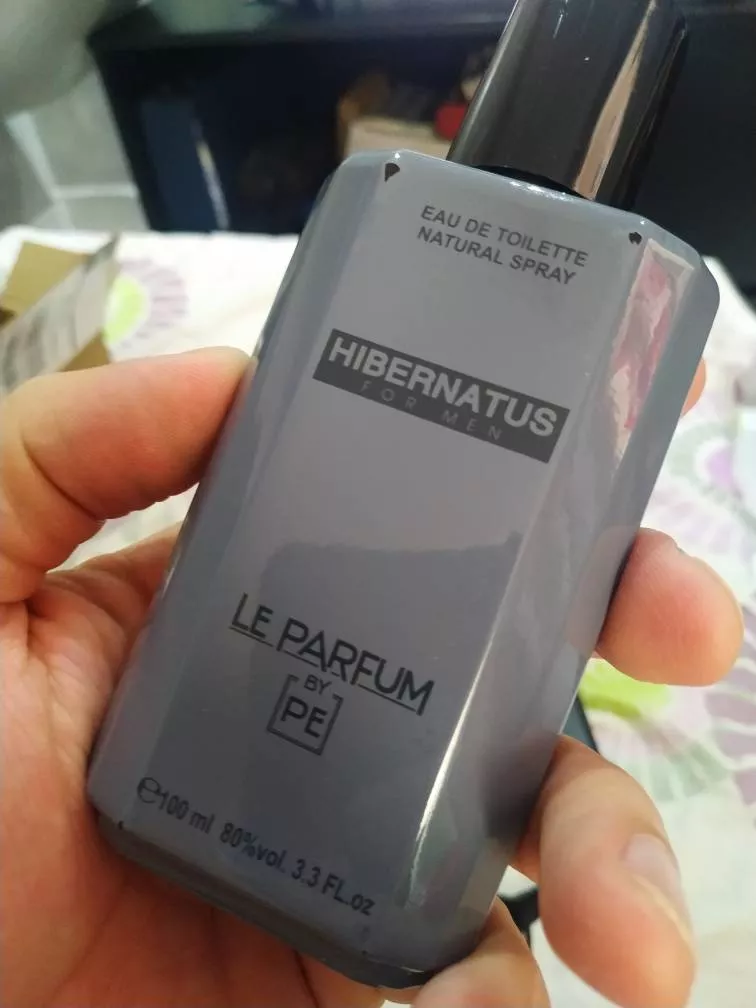 EAU DE TOILETTE
NATURAL SPRAY
HIBERNATUS
FOR MEN
LE PARFUM
BY
PE
℮100 ml 80%vol. 3.3 FL.oz